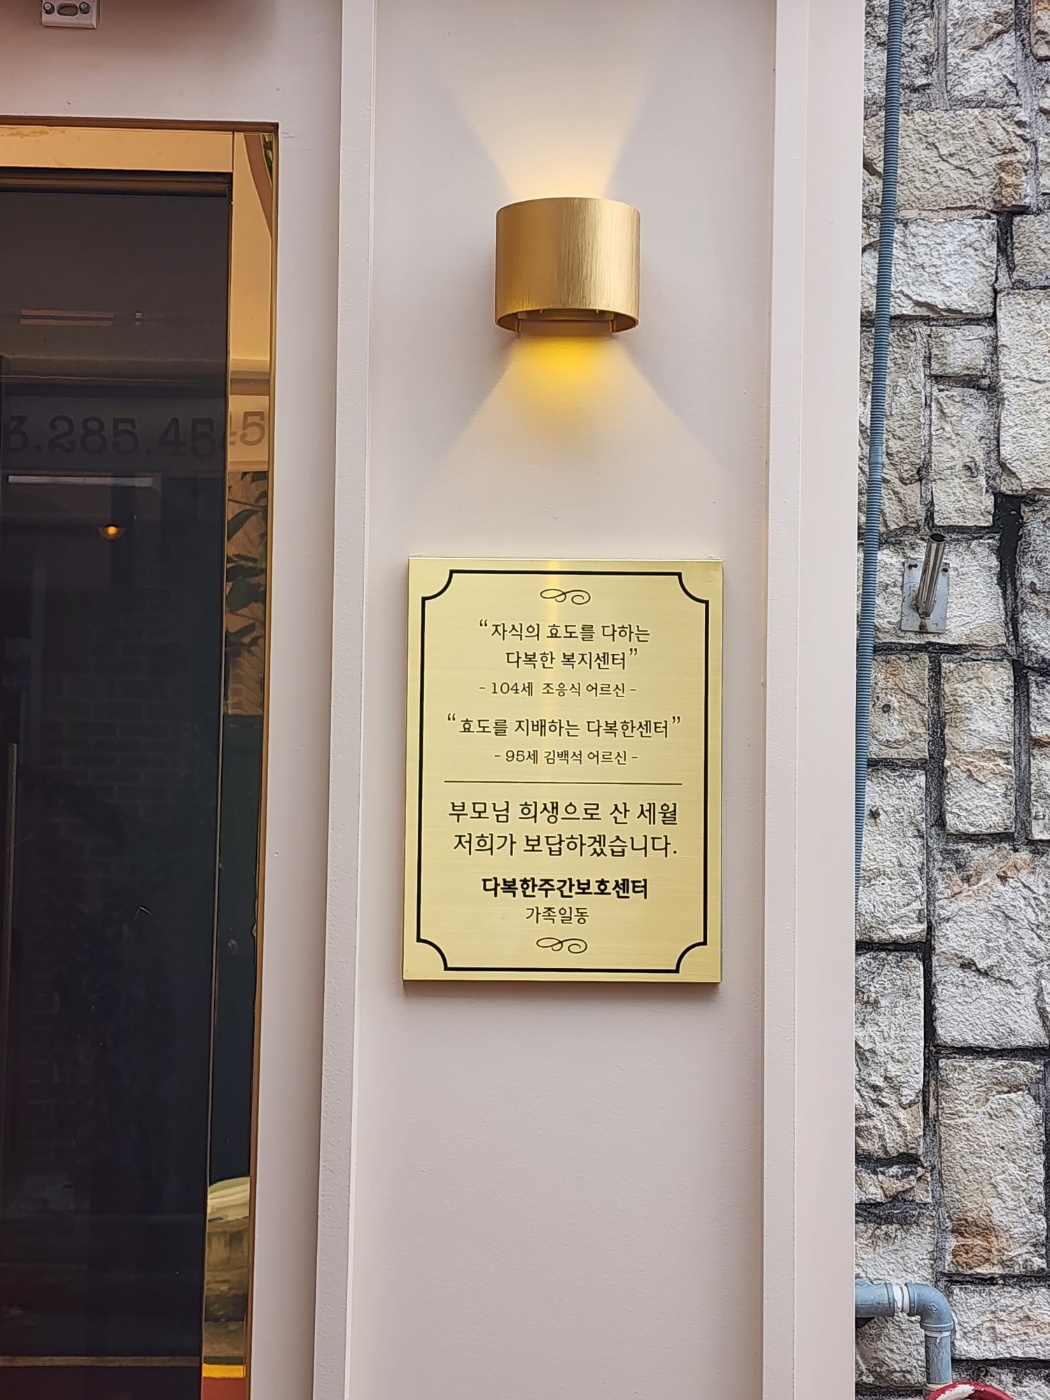 3.285.45
45
“자식의 효도를 다하는
다복한 복지센터”
- 104세 조응식 어르신 -
“효도를 지배하는 다복한센터”
- 95세 김백석 어르신 -
부모님 희생으로 산 세월
저희가 보답하겠습니다.
다복한주간보호센터
가족일동